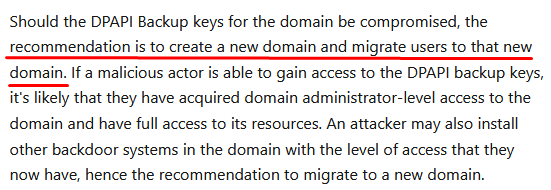 Should the DPAPI Backup keys for the domain be compromised, the
recommendation is to create a new domain and migrate users to that new
domain. If a malicious actor is able to gain access to the DPAPI backup keys,
it's likely that they have acquired domain administrator-level access to the
domain and have full access to its resources. An attacker may also install
other backdoor systems in the domain with the level of access that they
now have, hence the recommendation to migrate to a new domain.